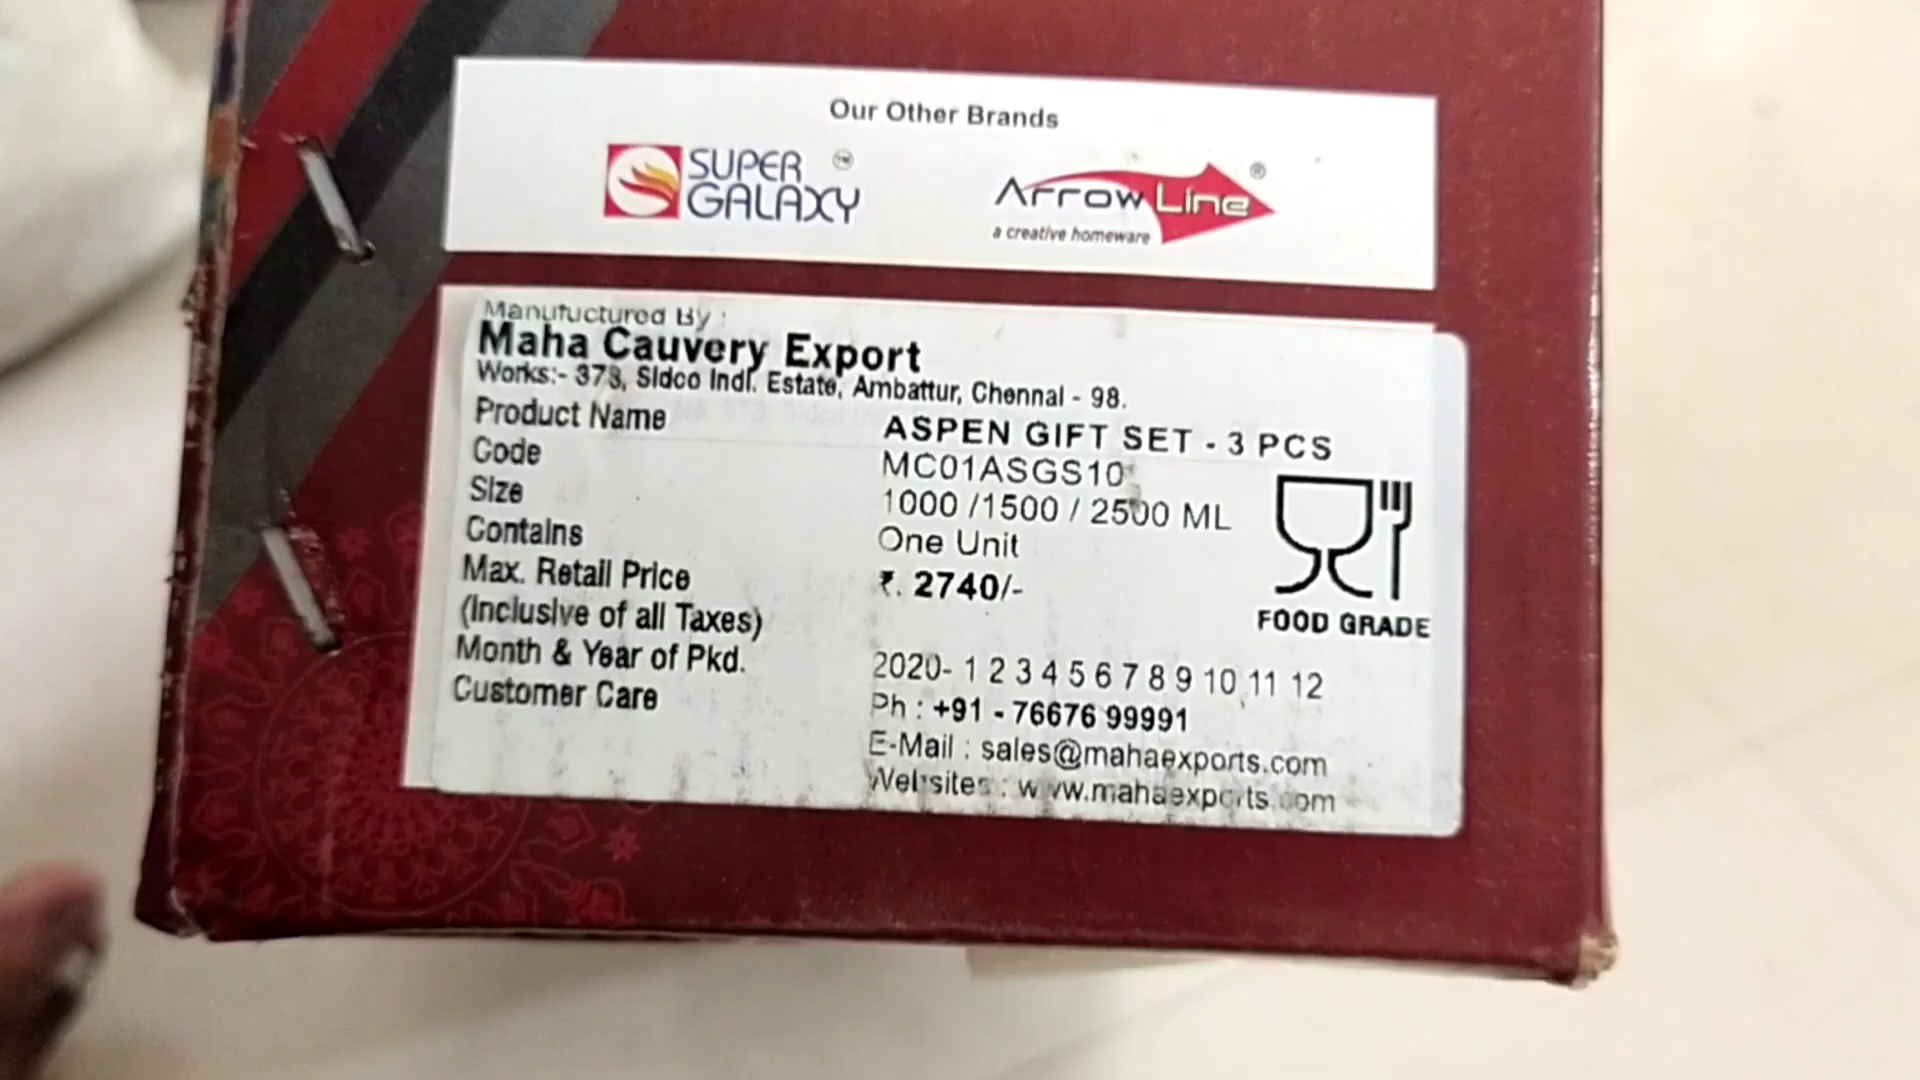 Our Other Brands
SUPER GALAXY TM
Arrow Line ®
a creative homeware
Manufuctured By :
Maha Cauvery Export
Works:- 373, Sidco Indl. Estate, Ambattur, Chennai - 98.
Product Name ASPEN GIFT SET - 3 PCS
Code MC01ASGS10
Size 1000 /1500 / 2500 ML
Contains One Unit
Max. Retail Price ₹. 2740/-
(Inclusive of all Taxes)
FOOD GRADE
Month & Year of Pkd. 2020- 1 2 3 4 5 6 7 8 9 10 11 12
Customer Care Ph : +91 - 76676 99991
E-Mail : sales@mahaexports.com
Websites : www.mahaexports.com